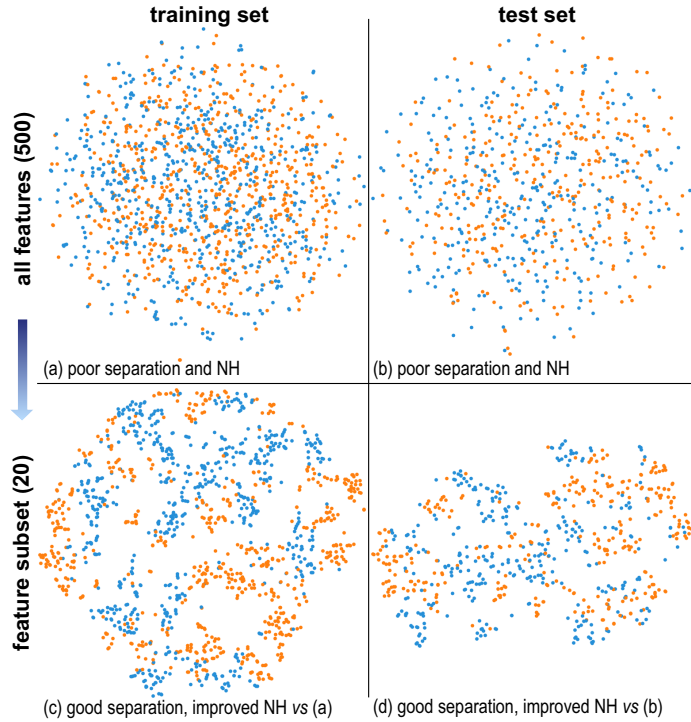 training set
test set
all features (500)
(a) poor separation and NH
(b) poor separation and NH
feature subset (20)
(c) good separation, improved NH vs (a)
(d) good separation, improved NH vs (b)